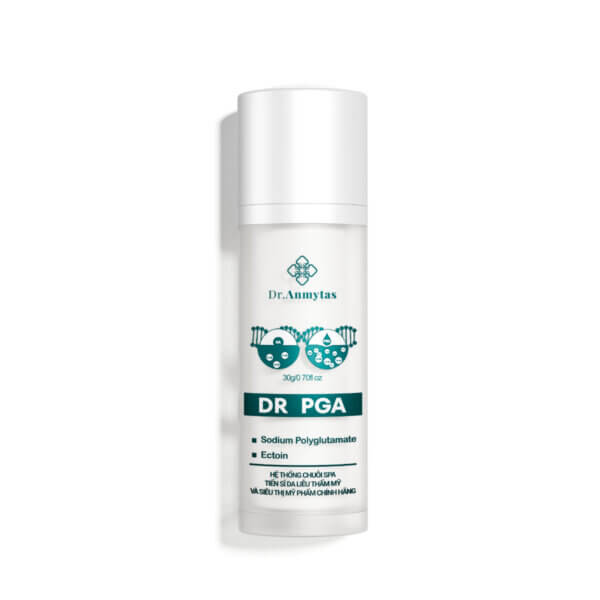 Dr.Anmytas
30g/0 70fl oz
DR PGA
Sodium Polyglutamate
Ectoin
HỆ THỐNG CHUỖI SPA
TIẾN SĨ DA LIỄU THẨM MỸ
VÀ SIÊU THỊ MỸ PHẨM CHÍNH HÃNG